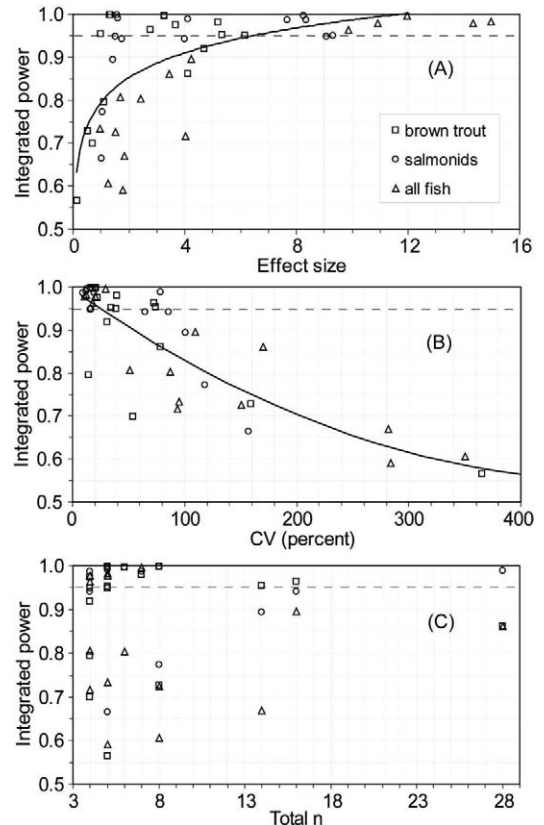 Integrated power
1.0
0.9
0.8
0.7
0.6
0.5
(A)
□ brown trout
○ salmonids
△ all fish
0 4 8 12 16
Effect size
Integrated power
1.0
0.9
0.8
0.7
0.6
0.5
(B)
0 100 200 300 400
CV (percent)
Integrated power
1.0
0.9
0.8
0.7
0.6
0.5
(C)
3 8 13 18 23 28
Total n